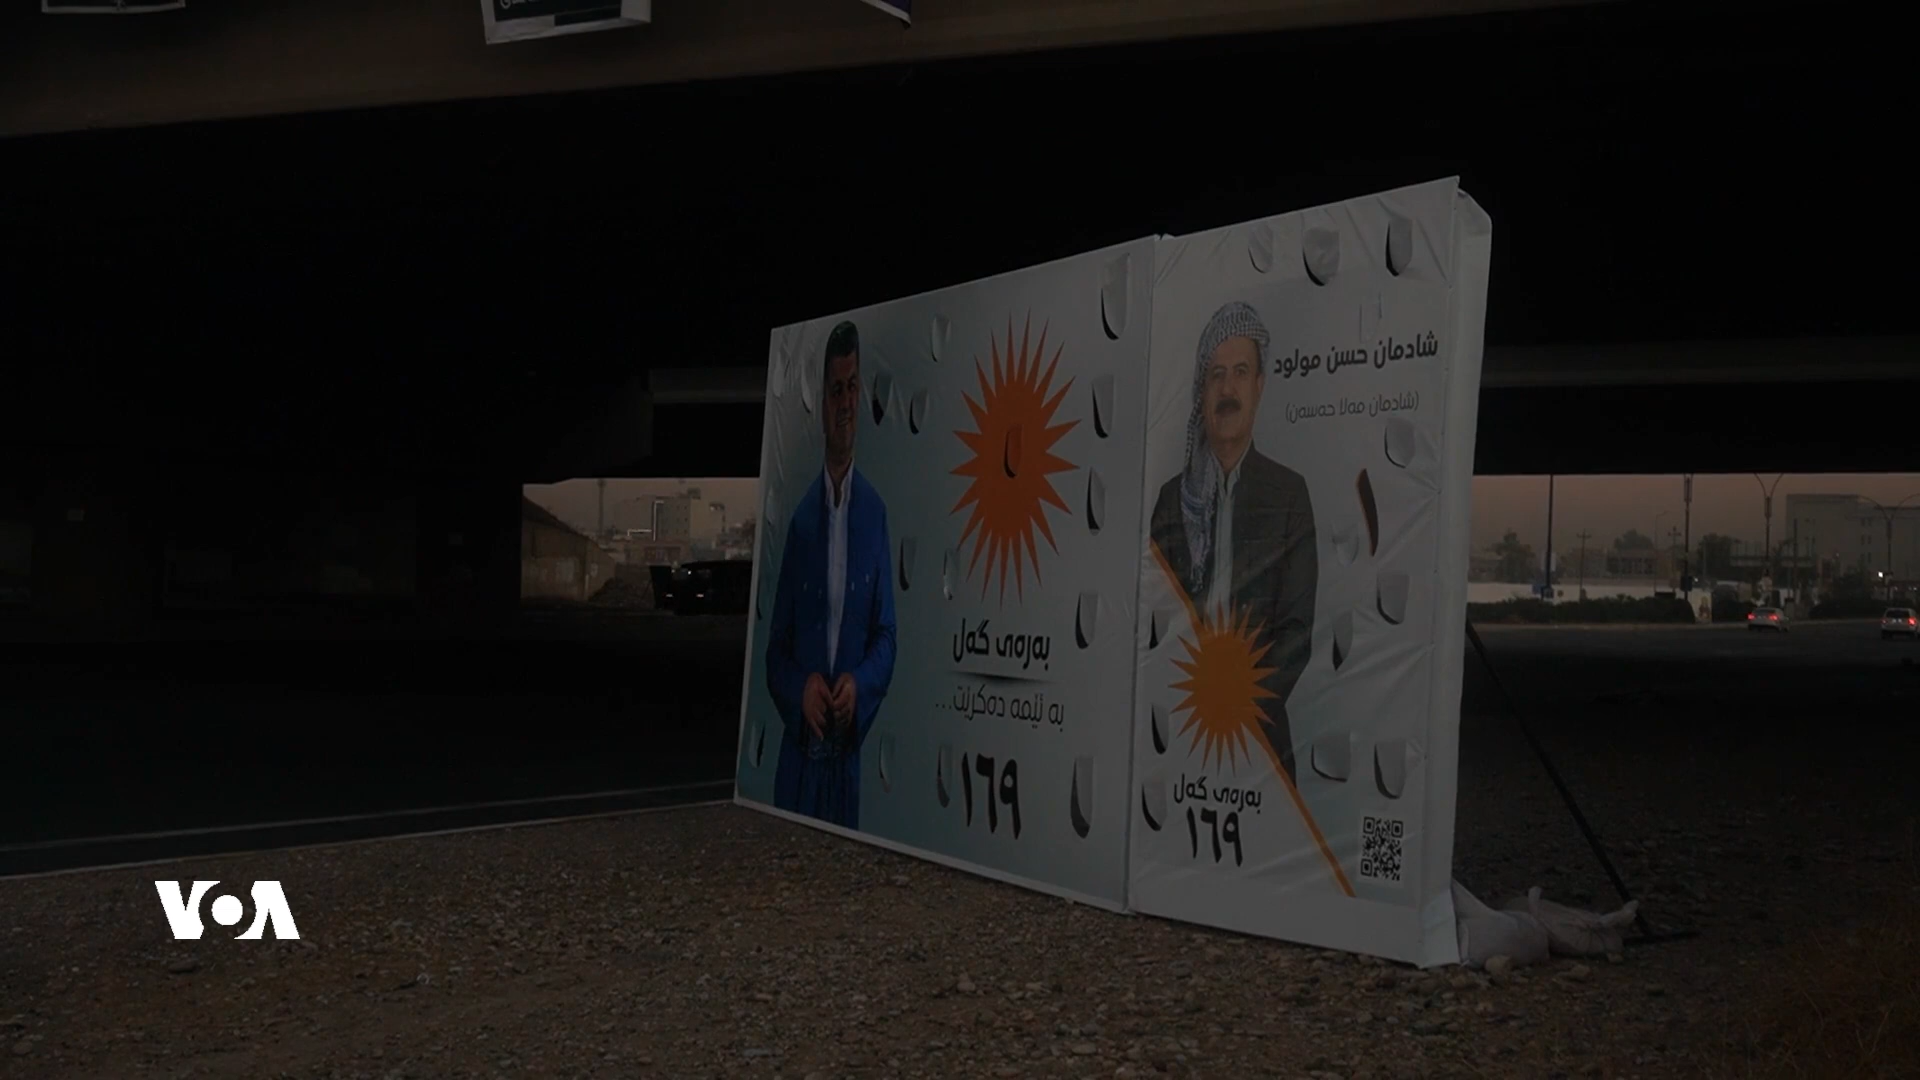 شادمان حسن مولود
(شادمان مەلا حەسەن)
بەرەی گەل
بە ئێمە دەکرێت...
١٦٩
بەرەی گەل
١٦٩
VOA